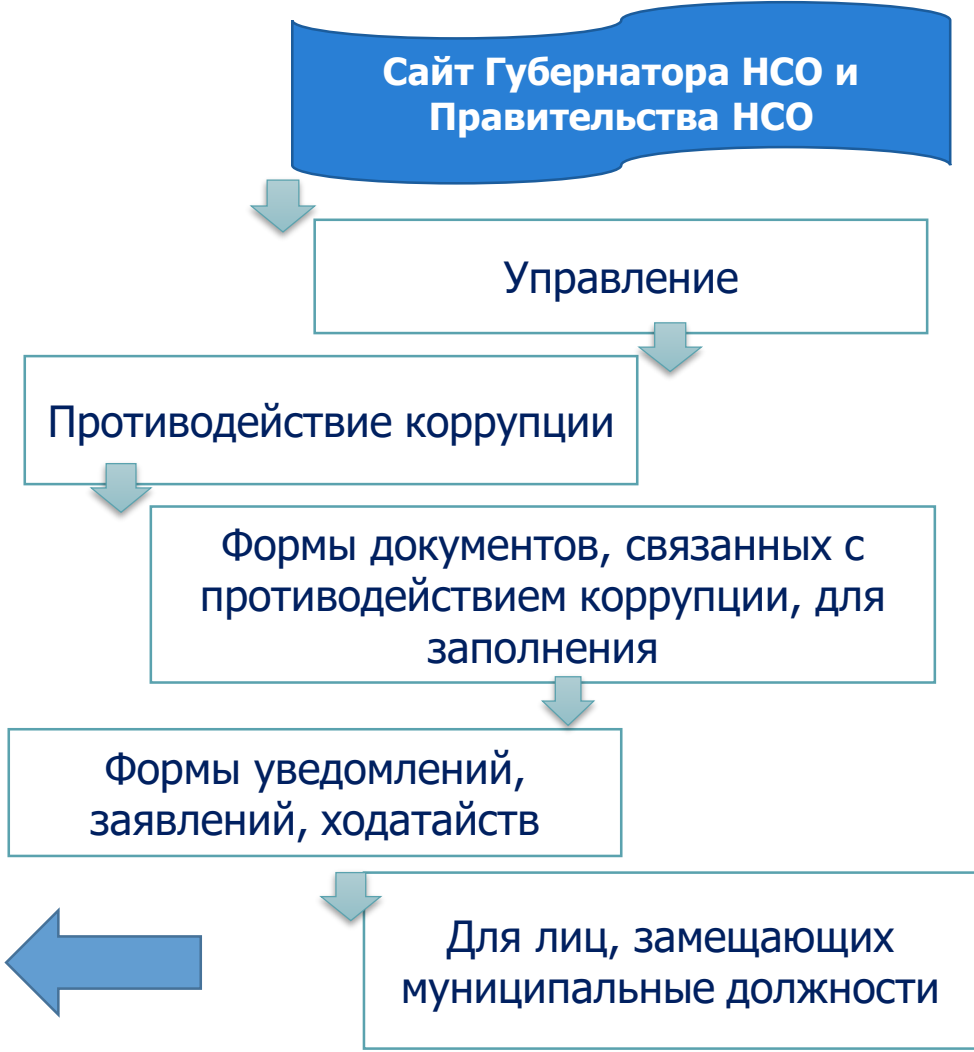 Сайт Губернатора НСО и
Правительства НСО
Управление
Противодействие коррупции
Формы документов, связанных с
противодействием коррупции, для
заполнения
Формы уведомлений,
заявлений, ходатайств
Для лиц, замещающих
муниципальные должности